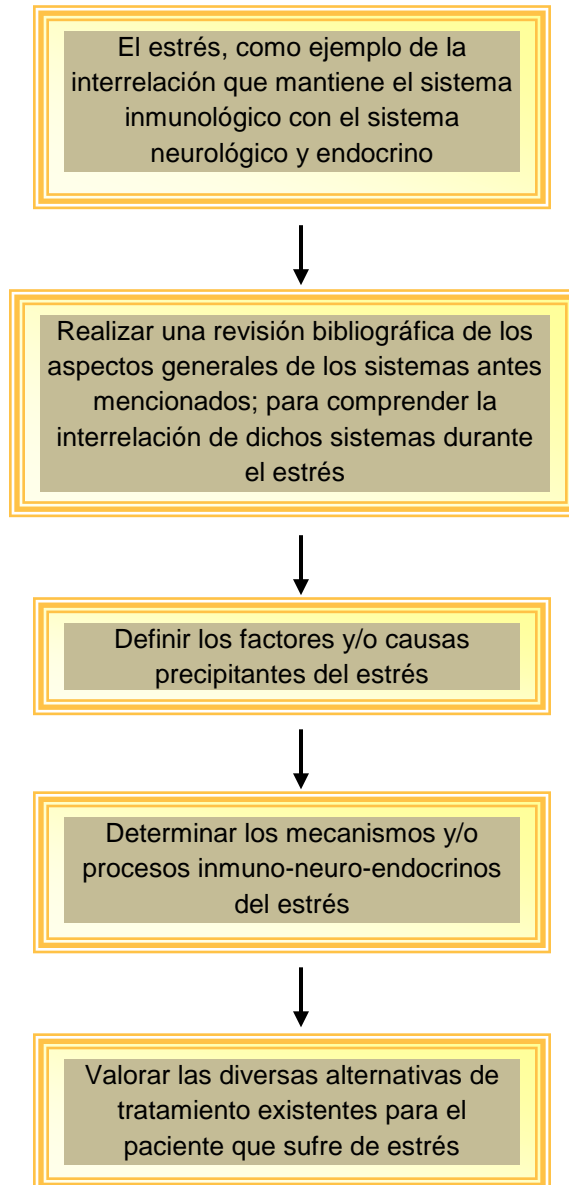 El estrés, como ejemplo de la
interrelación que mantiene el sistema
inmunológico con el sistema
neurológico y endocrino
Realizar una revisión bibliográfica de los
aspectos generales de los sistemas antes
mencionados; para comprender la
interrelación de dichos sistemas durante
el estrés
Definir los factores y/o causas
precipitantes del estrés
Determinar los mecanismos y/o
procesos inmuno-neuro-endocrinos
del estrés
Valorar las diversas alternativas de
tratamiento existentes para el
paciente que sufre de estrés